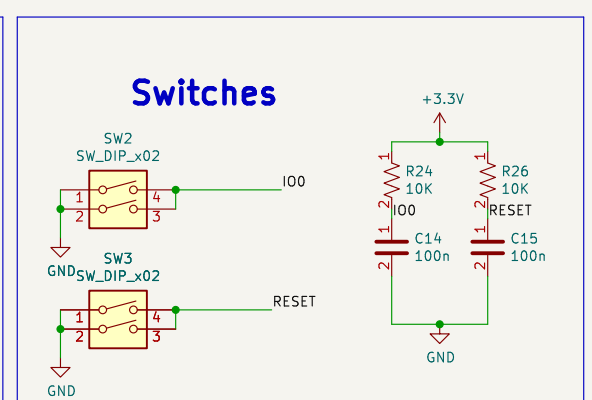 Switches
SW2
SW_DIP_x02
1
2
4
3
IO0
GND
SW3
SW_DIP_x02
1
2
4
3
RESET
GND
+3.3V
1
R24
10K
2
IO0
1
C14
100n
2
1
R26
10K
2
RESET
1
C15
100n
2
GND